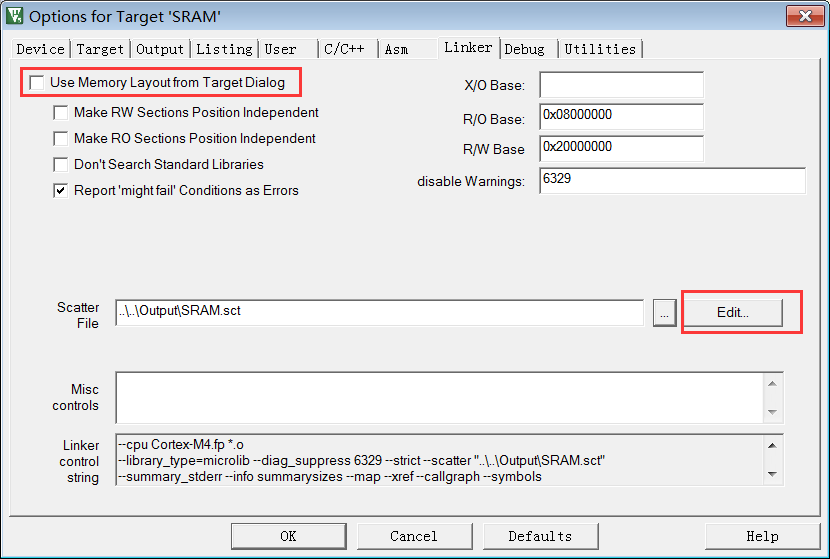 Options for Target 'SRAM'
Device Target Output Listing User C/C++ Asm Linker Debug Utilities
Use Memory Layout from Target Dialog
Make RW Sections Position Independent
Make RO Sections Position Independent
Don't Search Standard Libraries
Report 'might fail' Conditions as Errors
X/O Base:
R/O Base: 0x08000000
R/W Base 0x20000000
disable Warnings: 6329
Scatter
File
..\..\Output\SRAM.sct
... Edit...
Misc
controls
Linker
control
string
--cpu Cortex-M4.fp *.o
--library_type=microlib --diag_suppress 6329 --strict --scatter "..\..\Output\SRAM.sct"
--summary_stderr --info summarysizes --map --xref --callgraph --symbols
OK Cancel Defaults Help